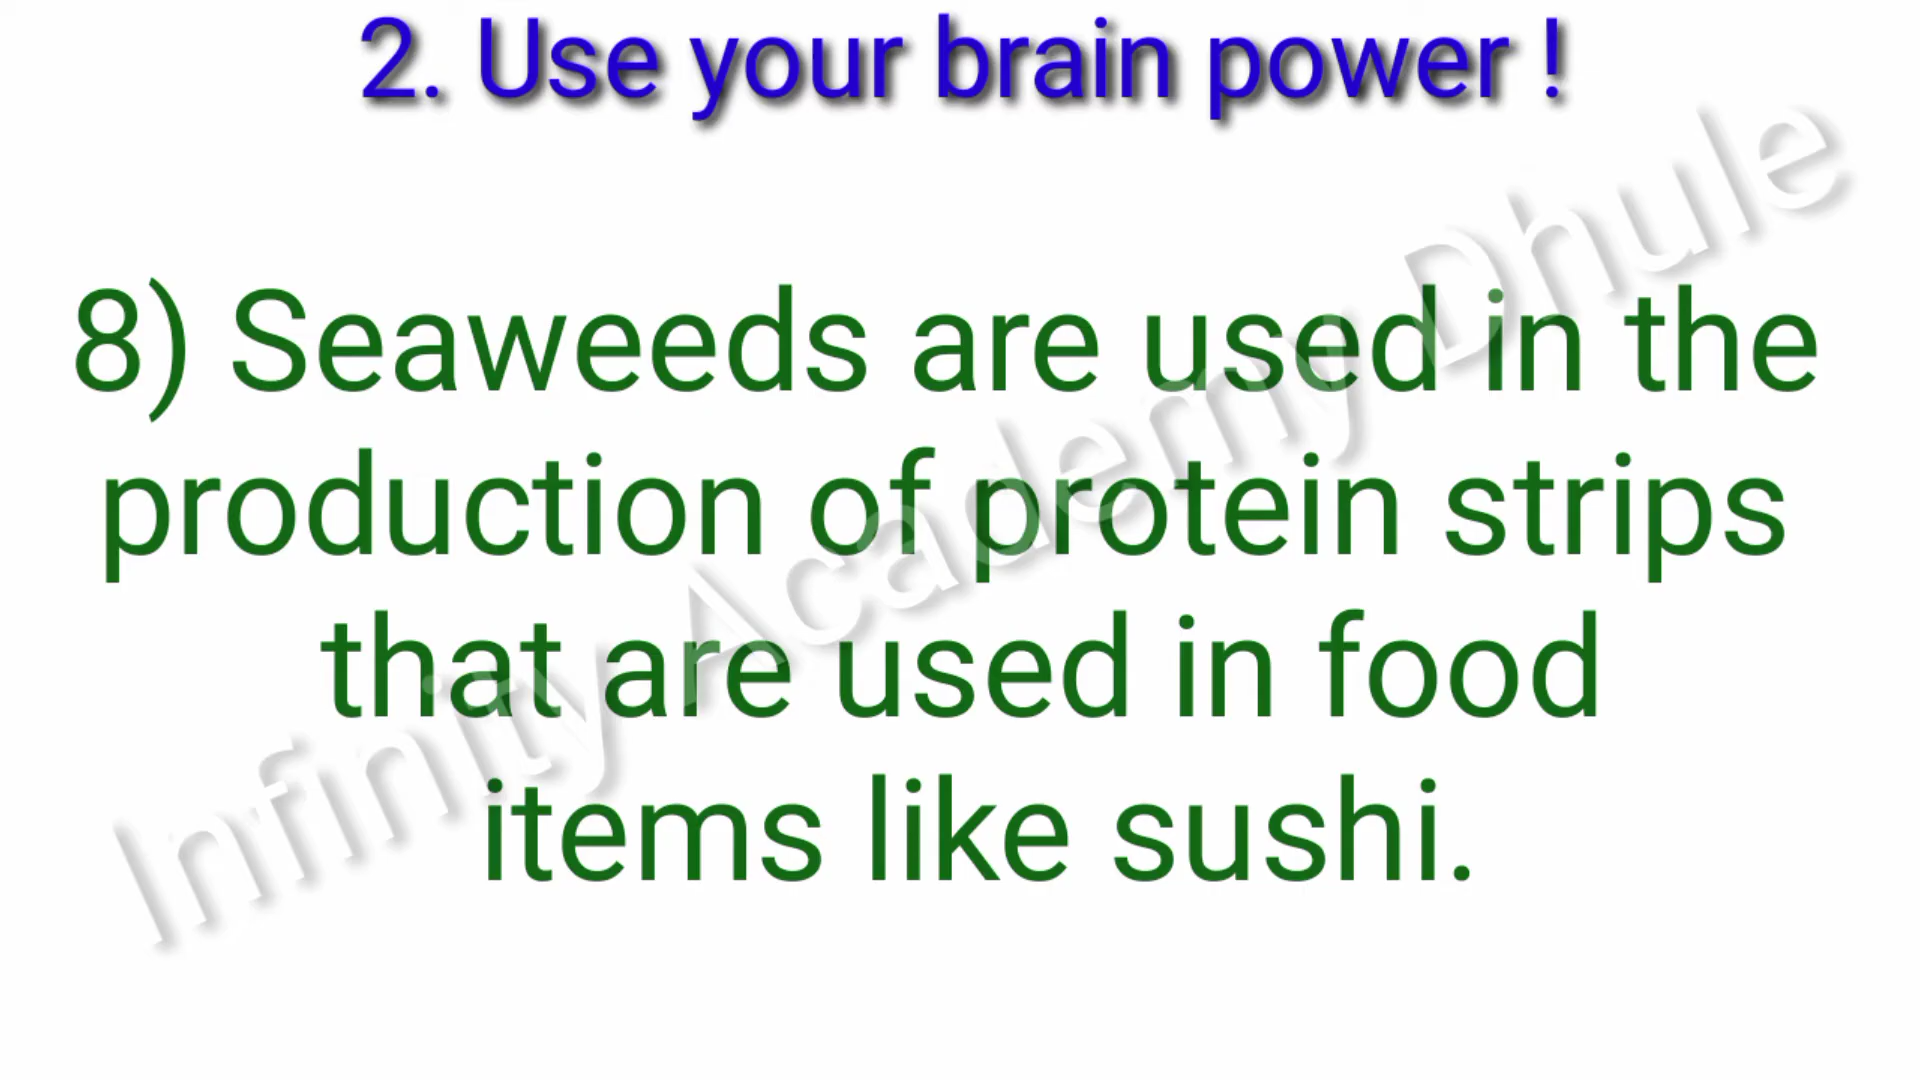 2. Use your brain power !
8) Seaweeds are used in the
production of protein strips
that are used in food
items like sushi.
Infinity Academy Dhule